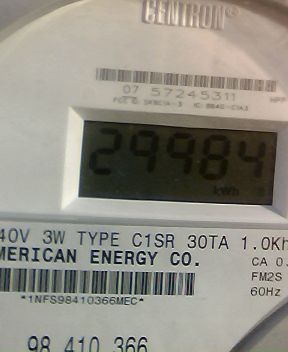 CENTRON®
07 57245311
29984
kWh
40V 3W TYPE C1SR 30TA 1.0Kh
MERICAN ENERGY CO.
CA 0.
FM2S
60Hz
*1NFS98410366MEC*
98 410 366